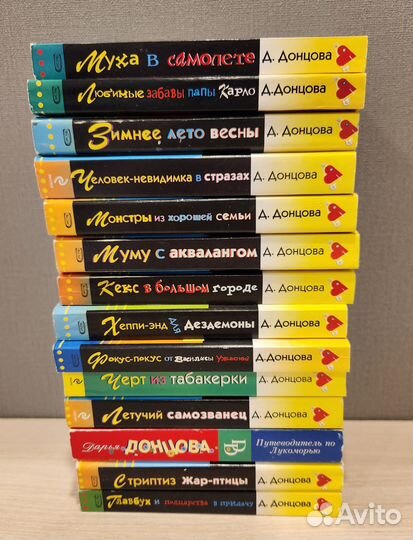 Муха в самолете Д. Донцова
Любимые забавы папы Карло Д. Донцова
Зимнее лето весны Д. Донцова
Человек-невидимка в стразах Д. Донцова
Монстры из хорошей семьи Д. Донцова
Муму с аквалангом Д. Донцова
Кекс в большом городе Д. Донцова
Хеппи-энд для Дездемоны Д. Донцова
Фокус-покус от Василисы Ужасной Д. Донцова
Черт из табакерки Д. Донцова
Летучий самозванец Д. Донцова
Дарья ДОНЦОВА Путеводитель по Лукоморью
Стриптиз Жар-птицы Д. Донцова
Главбух и полцарства в придачу Д. Донцова
Avito